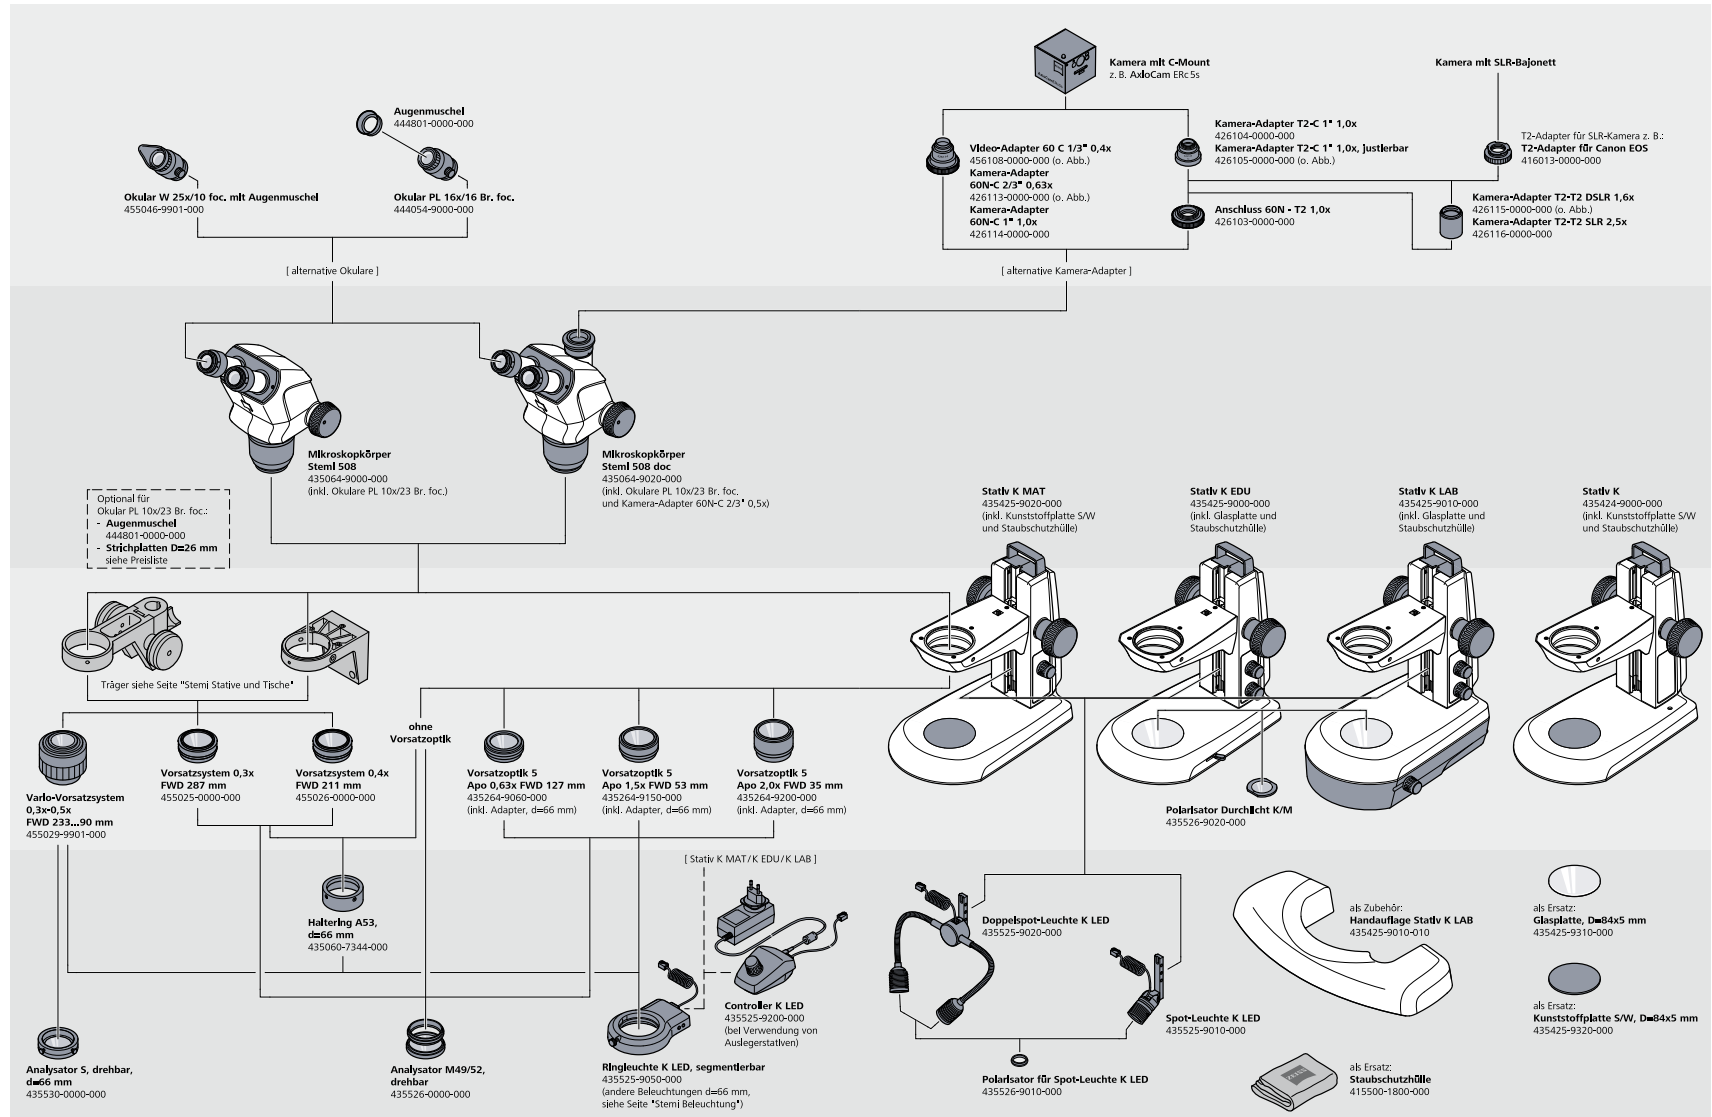 Kamera mit C-Mount
z. B. AxioCam ERc 5s
Kamera mit SLR-Bajonett
Augenmuschel
444801-0000-000
Okular W 25x/10 foc. mit Augenmuschel
455046-9901-000
Okular PL 16x/16 Br. foc.
444054-9000-000
[ alternative Okulare ]
Video-Adapter 60 C 1/3" 0,4x
456108-0000-000 (o. Abb.)
Kamera-Adapter
60N-C 2/3" 0,63x
426113-0000-000 (o. Abb.)
Kamera-Adapter
60N-C 1" 1,0x
426114-0000-000
Kamera-Adapter T2-C 1" 1,0x
426104-0000-000
Kamera-Adapter T2-C 1" 1,0x, justierbar
426105-0000-000 (o. Abb.)
Anschluss 60N - T2 1,0x
426103-0000-000
T2-Adapter für SLR-Kamera z. B.:
T2-Adapter für Canon EOS
416013-0000-000
Kamera-Adapter T2-T2 DSLR 1,6x
426115-0000-000 (o. Abb.)
Kamera-Adapter T2-T2 SLR 2,5x
426116-0000-000
[ alternative Kamera-Adapter ]
Mikroskopkörper
Stemi 508
435064-9000-000
(inkl. Okulare PL 10x/23 Br. foc.)
Mikroskopkörper
Stemi 508 doc
435064-9020-000
(inkl. Okulare PL 10x/23 Br. foc.
und Kamera-Adapter 60N-C 2/3" 0,5x)
Optional für
Okular PL 10x/23 Br. foc.:
- Augenmuschel
444801-0000-000
- Strichplatten D=26 mm
siehe Preisliste
Stativ K MAT
435425-9020-000
(inkl. Kunststoffplatte S/W
und Staubschutzhülle)
Stativ K EDU
435425-9000-000
(inkl. Glasplatte und
Staubschutzhülle)
Stativ K LAB
435425-9010-000
(inkl. Glasplatte und
Staubschutzhülle)
Stativ K
435424-9000-000
(inkl. Kunststoffplatte S/W
und Staubschutzhülle)
Träger siehe Seite "Stemi Stative und Tische"
ohne
Vorsatzoptik
Vario-Vorsatzsystem
0,3x-0,5x
FWD 233...90 mm
455029-9901-000
Vorsatzsystem 0,3x
FWD 287 mm
455025-0000-000
Vorsatzsystem 0,4x
FWD 211 mm
455026-0000-000
Vorsatzoptik 5
Apo 0,63x FWD 127 mm
435264-9060-000
(inkl. Adapter, d=66 mm)
Vorsatzoptik 5
Apo 1,5x FWD 53 mm
435264-9150-000
(inkl. Adapter, d=66 mm)
Vorsatzoptik 5
Apo 2,0x FWD 35 mm
435264-9200-000
(inkl. Adapter, d=66 mm)
Polarisator Durchlicht K/M
435526-9020-000
[ Stativ K MAT/K EDU/K LAB ]
Haltering A53,
d=66 mm
435060-7344-000
Controller K LED
435525-9200-000
(bei Verwendung von
Auslegerstativen)
Doppelspot-Leuchte K LED
435525-9020-000
Spot-Leuchte K LED
435525-9010-000
als Zubehör:
Handauflage Stativ K LAB
435425-9010-010
als Ersatz:
Glasplatte, D=84x5 mm
435425-9310-000
als Ersatz:
Kunststoffplatte S/W, D=84x5 mm
435425-9320-000
Analysator S, drehbar,
d=66 mm
435530-0000-000
Analysator M49/52,
drehbar
435526-0000-000
Ringleuchte K LED, segmentierbar
435525-9050-000
(andere Beleuchtungen d=66 mm,
siehe Seite "Stemi Beleuchtung")
Polarisator für Spot-Leuchte K LED
435526-9010-000
als Ersatz:
Staubschutzhülle
415500-1800-000